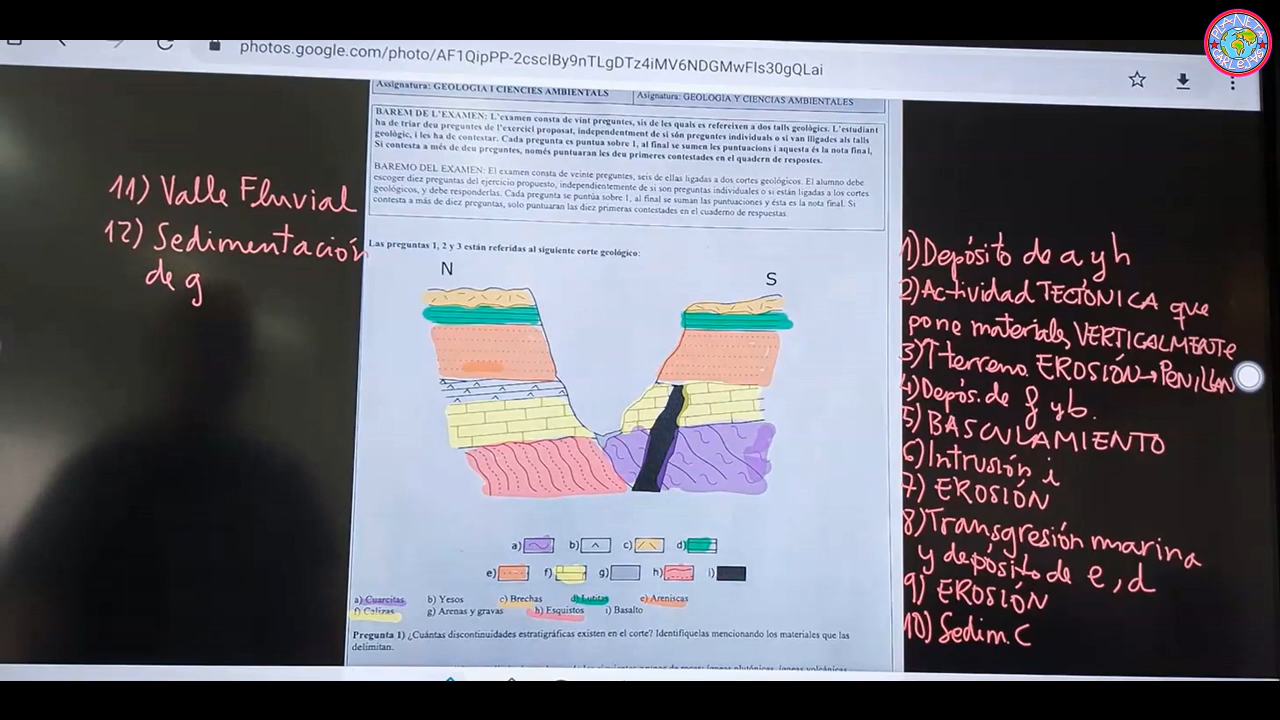 photos.google.com/photo/AF1QipPP-2cscIBy9nTLgDTz4iMV6NDGMwFls30gQLai
PLANETA
PARLEJAS
Assignatura: GEOLOGIA I CIENCIES AMBIENTALS
Asignatura: GEOLOGIA Y CIENCIAS AMBIENTALES
BAREM DE L'EXAMEN: L'examen consta de vint preguntes, sis de les quals es refereixen a dos talls geològics. L'estudiant
ha de triar deu preguntes de l'exercici proposat, independentment de si són preguntes individuals o si van lligades als talls
geològic, i les ha de contestar. Cada pregunta es puntua sobre 1, al final se sumen les puntuacions i aquesta és la nota final,
Si contesta a més de deu preguntes, només puntuaran les deu primeres contestades en el quadern de respostes.
BAREMO DEL EXAMEN: El examen consta de veinte preguntas, seis de ellas ligadas a dos cortes geológicos. El alumno debe
escoger diez preguntas del ejercicio propuesto, independientemente de si son preguntas individuales o si están ligadas a los cortes
geológicos, y debe responderlas. Cada pregunta se puntúa sobre 1, al final se suman las puntuaciones y ésta es la nota final. Si
contesta a más de diez preguntas, solo puntuaran las diez primeras contestadas en el cuaderno de respuestas.
Las preguntas 1, 2 y 3 están referidas al siguiente corte geológico:
N
S
11) Valle Fluvial
12) Sedimentación
de g
1) Depósito de a y h
2) Actividad TECTÓNICA que
pone materiales VERTICALMENTE
3) T terreno. EROSIÓN→PENILLAN
4) Depós. de f y b.
5) BASCULAMIENTO
6) Intrusión i
7) EROSIÓN
8) Transgresión marina
y depósito de e, d
9) EROSIÓN
10) Sedim. C
a) b) c) d)
e) f) g) h) i)
a) Cuarcitas b) Yesos c) Brechas d) Lutitas e) Areniscas
f) Calizas g) Arenas y gravas h) Esquistos i) Basalto
Pregunta 1) ¿Cuántas discontinuidades estratigráficas existen en el corte? Identifíquelas mencionando los materiales que las
delimitan.